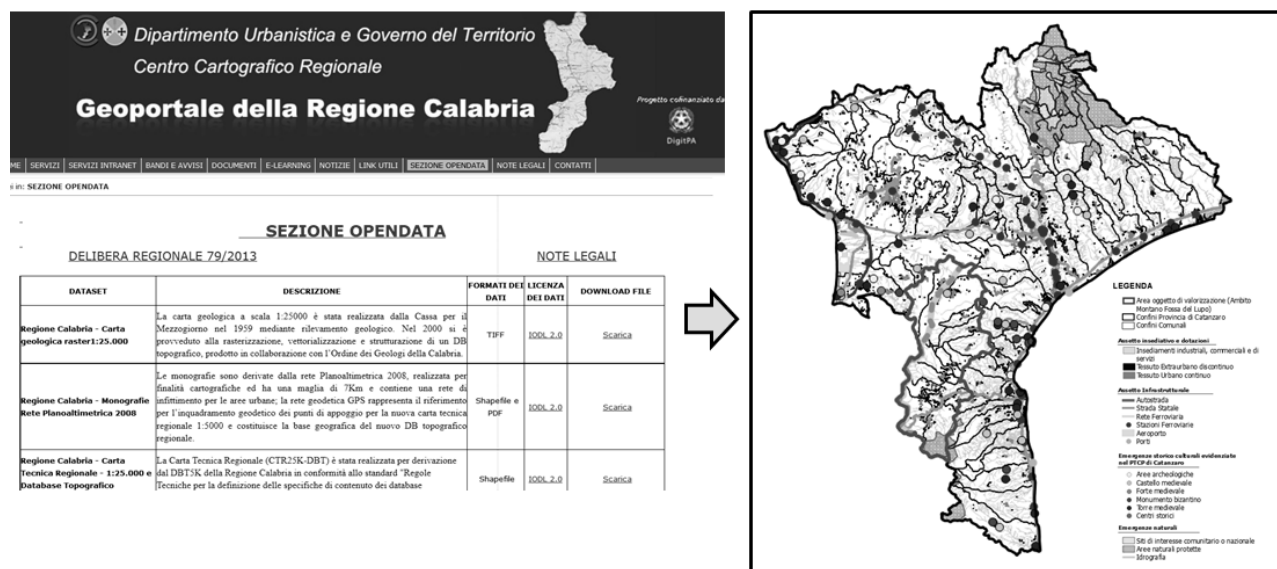 Dipartimento Urbanistica e Governo del Territorio
Centro Cartografico Regionale
Geoportale della Regione Calabria
Progetto cofinanziato da
DigitPA
ME SERVIZI SERVIZI INTRANET BANDI E AVVISI DOCUMENTI E-LEARNING NOTIZIE LINK UTILI SEZIONE OPENDATA NOTE LEGALI CONTATTI
i in: SEZIONE OPENDATA
SEZIONE OPENDATA
DELIBERA REGIONALE 79/2013 NOTE LEGALI
DATASET
DESCRIZIONE
FORMATI DEI
DATI
LICENZA
DEI DATI
DOWNLOAD FILE
Regione Calabria - Carta
geologica raster1:25.000
La carta geologica a scala 1:25000 è stata realizzata dalla Cassa per il
Mezzogiorno nel 1959 mediante rilevamento geologico. Nel 2000 si è
provveduto alla rasterizzazione, vettorializzazione e strutturazione di un DB
topografico, prodotto in collaborazione con l'Ordine dei Geologi della Calabria.
TIFF
IODL 2.0
Scarica
Regione Calabria - Monografie
Rete Planoaltimetrica 2008
Le monografie sono derivate dalla rete Planoaltimetrica 2008, realizzata per
finalità cartografiche ed ha una maglia di 7Km e contiene una rete di
infittimento per le aree urbane; la rete geodetica GPS rappresenta il riferimento
per l'inquadramento geodetico dei punti di appoggio per la nuova carta tecnica
regionale 1:5000 e costituisce la base geografica del nuovo DB topografico
regionale.
Shapefile e
PDF
IODL 2.0
Scarica
Regione Calabria - Carta
Tecnica Regionale - 1:25.000 e
Database Topografico
La Carta Tecnica Regionale (CTR25K-DBT) è stata realizzata per derivazione
dal DBT5K della Regione Calabria in conformità allo standard "Regole
Tecniche per la definizione delle specifiche di contenuto dei database
Shapefile
IODL 2.0
Scarica
LEGENDA
Area oggetto di valorizzazione (Ambito
Montano Fossa del Lupo)
Confini Provincia di Catanzaro
Confini Comunali
Assetto insediativo e dotazioni
Insediamenti industriali, commerciali e di
servizi
Tessuto Extraurbano discontinuo
Tessuto Urbano continuo
Assetto Infrastrutturale
Autostrada
Strada Statale
Rete Ferroviaria
Stazioni Ferroviarie
Aeroporto
Porti
Emergenze storico culturali evidenziate
nel PTCP di Catanzaro
Aree archeologiche
Castello medievale
Forte medievale
Monumento bizantino
Torre medievale
Centri storici
Emergenze naturali
Siti di interesse comunitario o nazionale
Aree naturali protette
Idrografia